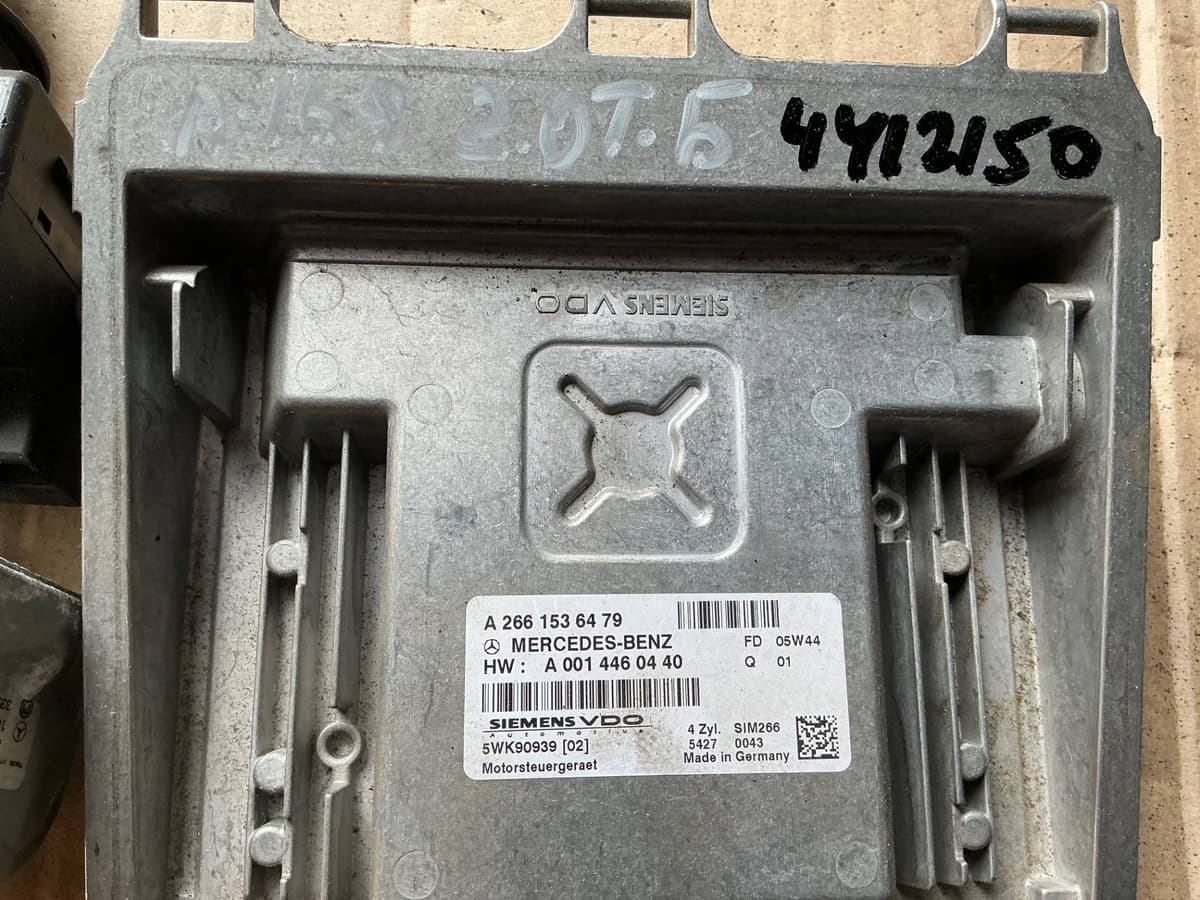 A-169 2.0T.Б 4412150
SIEMENS VDO
A 266 153 64 79
MERCEDES-BENZ FD 05W44
HW : A 001 446 04 40 Q 01
SIEMENS VDO
Automotive
4 Zyl. SIM266
5WK90939 [02] 5427 0043
Motorsteuergeraet Made in Germany